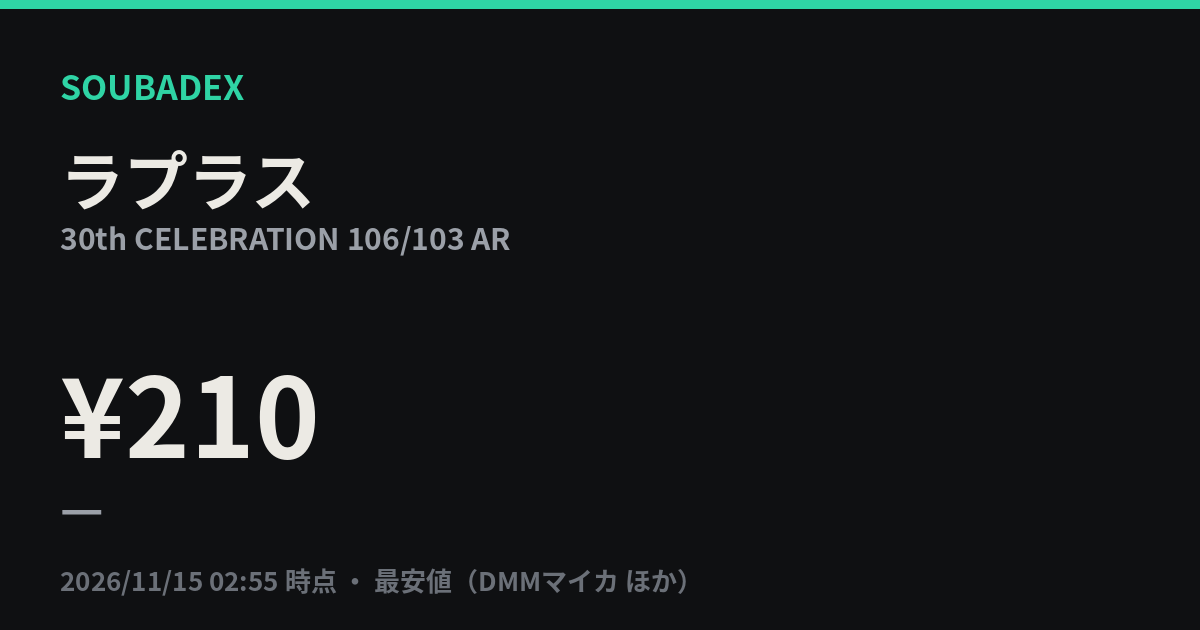 SOUBADEX
ラプラス
30th CELEBRATION 106/103 AR
¥210
—
2026/11/15 02:55 時点 ・ 最安値（DMMマイカ ほか）